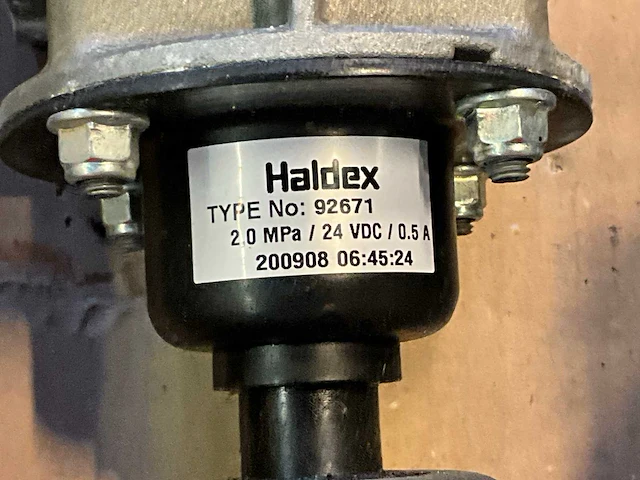 Haldex
TYPE No: 92671
2.0 MPa / 24 VDC / 0.5 A
200908 06:45:24